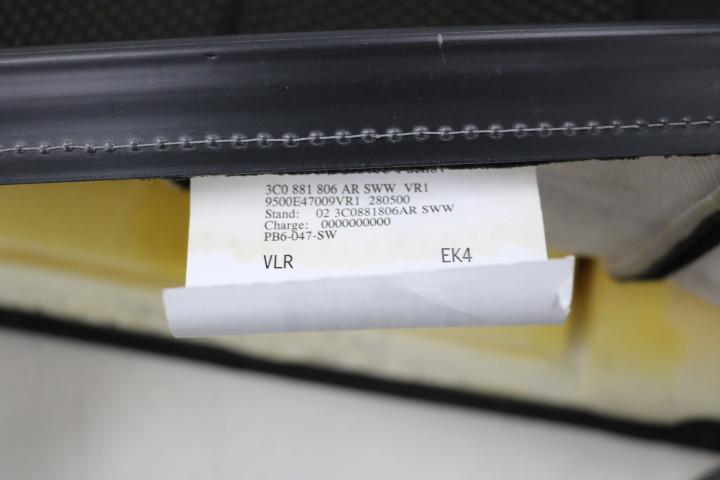 3C0 881 806 AR SWW VR1
9500E47009VR1 280500
Stand: 02 3C0881806AR SWW
Charge: 0000000000
PB6-047-SW
VLR EK4